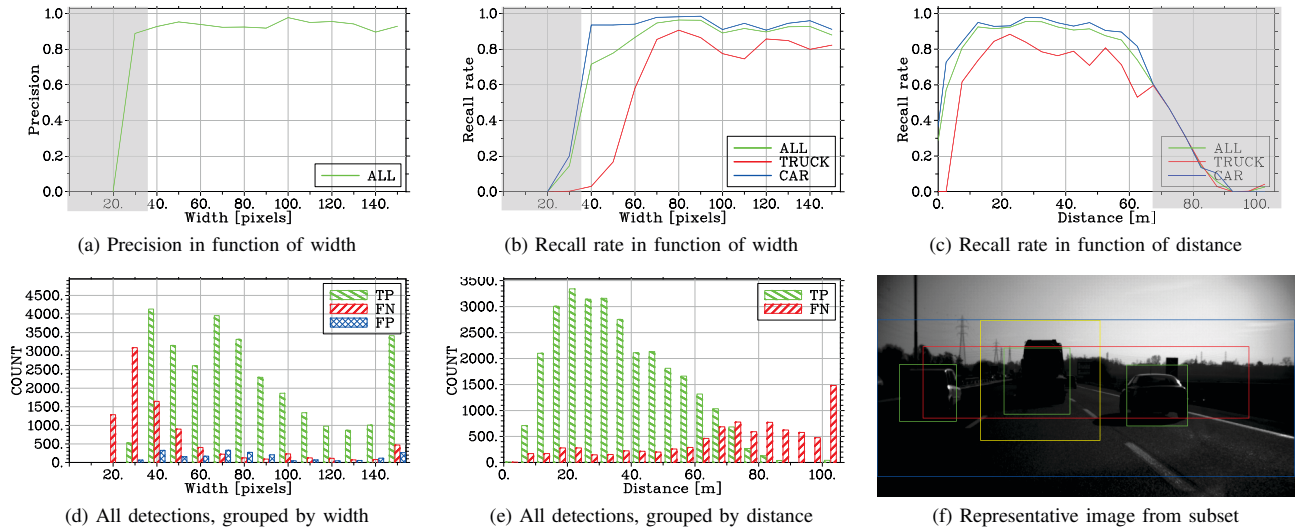 1.0
0.8
0.6
0.4
0.2
0.0
Precision
20. 40. 60. 80. 100. 120. 140.
Width [pixels]
ALL
(a) Precision in function of width
1.0
0.8
0.6
0.4
0.2
0.0
Recall rate
20. 40. 60. 80. 100. 120. 140.
Width [pixels]
ALL
TRUCK
CAR
(b) Recall rate in function of width
1.0
0.8
0.6
0.4
0.2
0.0
Recall rate
0. 20. 40. 60. 80. 100.
Distance [m]
ALL
TRUCK
CAR
(c) Recall rate in function of distance
4500.
4000.
3500.
3000.
2500.
2000.
1500.
1000.
500.
0.
COUNT
20. 40. 60. 80. 100. 120. 140.
Width [pixels]
TP
FN
FP
(d) All detections, grouped by width
3500.
3000.
2500.
2000.
1500.
1000.
500.
0.
COUNT
0. 20. 40. 60. 80. 100.
Distance [m]
TP
FN
(e) All detections, grouped by distance
(f) Representative image from subset